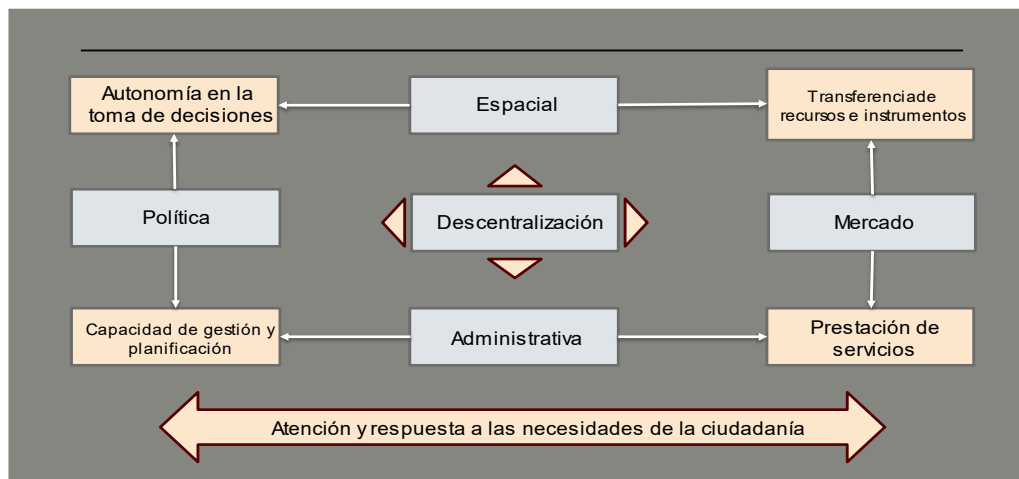 Autonomía en la
toma de decisiones
Espacial
Transferenciade
recursos e instrumentos
Política
Descentralización
Mercado
Capacidad de gestión y
planificación
Administrativa
Prestación de
servicios
Atención y respuesta a las necesidades de la ciudadanía